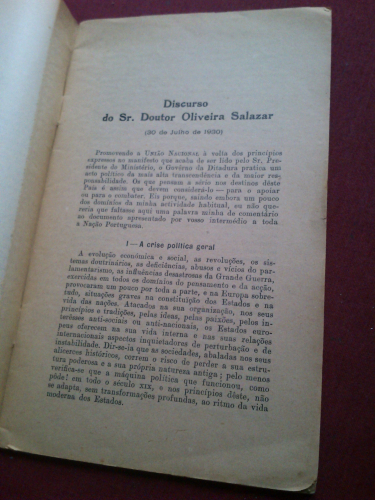 Discurso
do Sr. Doutor Oliveira Salazar
(30 de Julho de 1930)
Promovendo a UNIÃO NACIONAL à volta dos princípios
expressos no manifesto que acaba de ser lido pelo Sr. Pre-
sidente do Ministério, o Govêrno da Ditadura pratica um
acto político da mais alta transcendência e da maior res-
ponsabilidade. Os que pensam a sério nos destinos dêste
País é assim que devem considerá-lo — para o apoiar
ou para o combater. Eis porque, saindo embora um pouco
dos domínios da minha actividade habitual, eu não que-
reria que faltasse aqui uma palavra minha de comentário
ao documento apresentado por vosso intermédio a toda
a Nação Portuguesa.
I — A crise política geral
A evolução económica e social, as revoluções, os sis-
temas doutrinários, as deficiências, abusos e vícios do par-
lamentarismo, as influências desastrosas da Grande Guerra,
exercidas em todos os domínios do pensamento e da acção,
provocaram um pouco por toda a parte, e na Europa sobre-
tudo, situações graves na constituïção dos Estados e na
vida das nações. Atacados na sua organização, nos seus
princípios e tradições, pelas ideas, pelas paixões, pelos in-
terêsses anti-sociais ou anti-nacionais, os Estados euro-
peus oferecem na sua vida interna e nas suas relações
internacionais aspectos inquietadores de perturbação e de
instabilidade. Dir-se-ia que as sociedades, abaladas nos seus
alicerces históricos, correm o risco de perder a sua estru-
tura poderosa e a sua própria natureza antiga; pelo menos
verifica-se que a máquina política que funcionou, como
pôde! em todo o século XIX, e nos princípios dêste, não
se adapta, sem transformações profundas, ao ritmo da vida
moderna dos Estados.